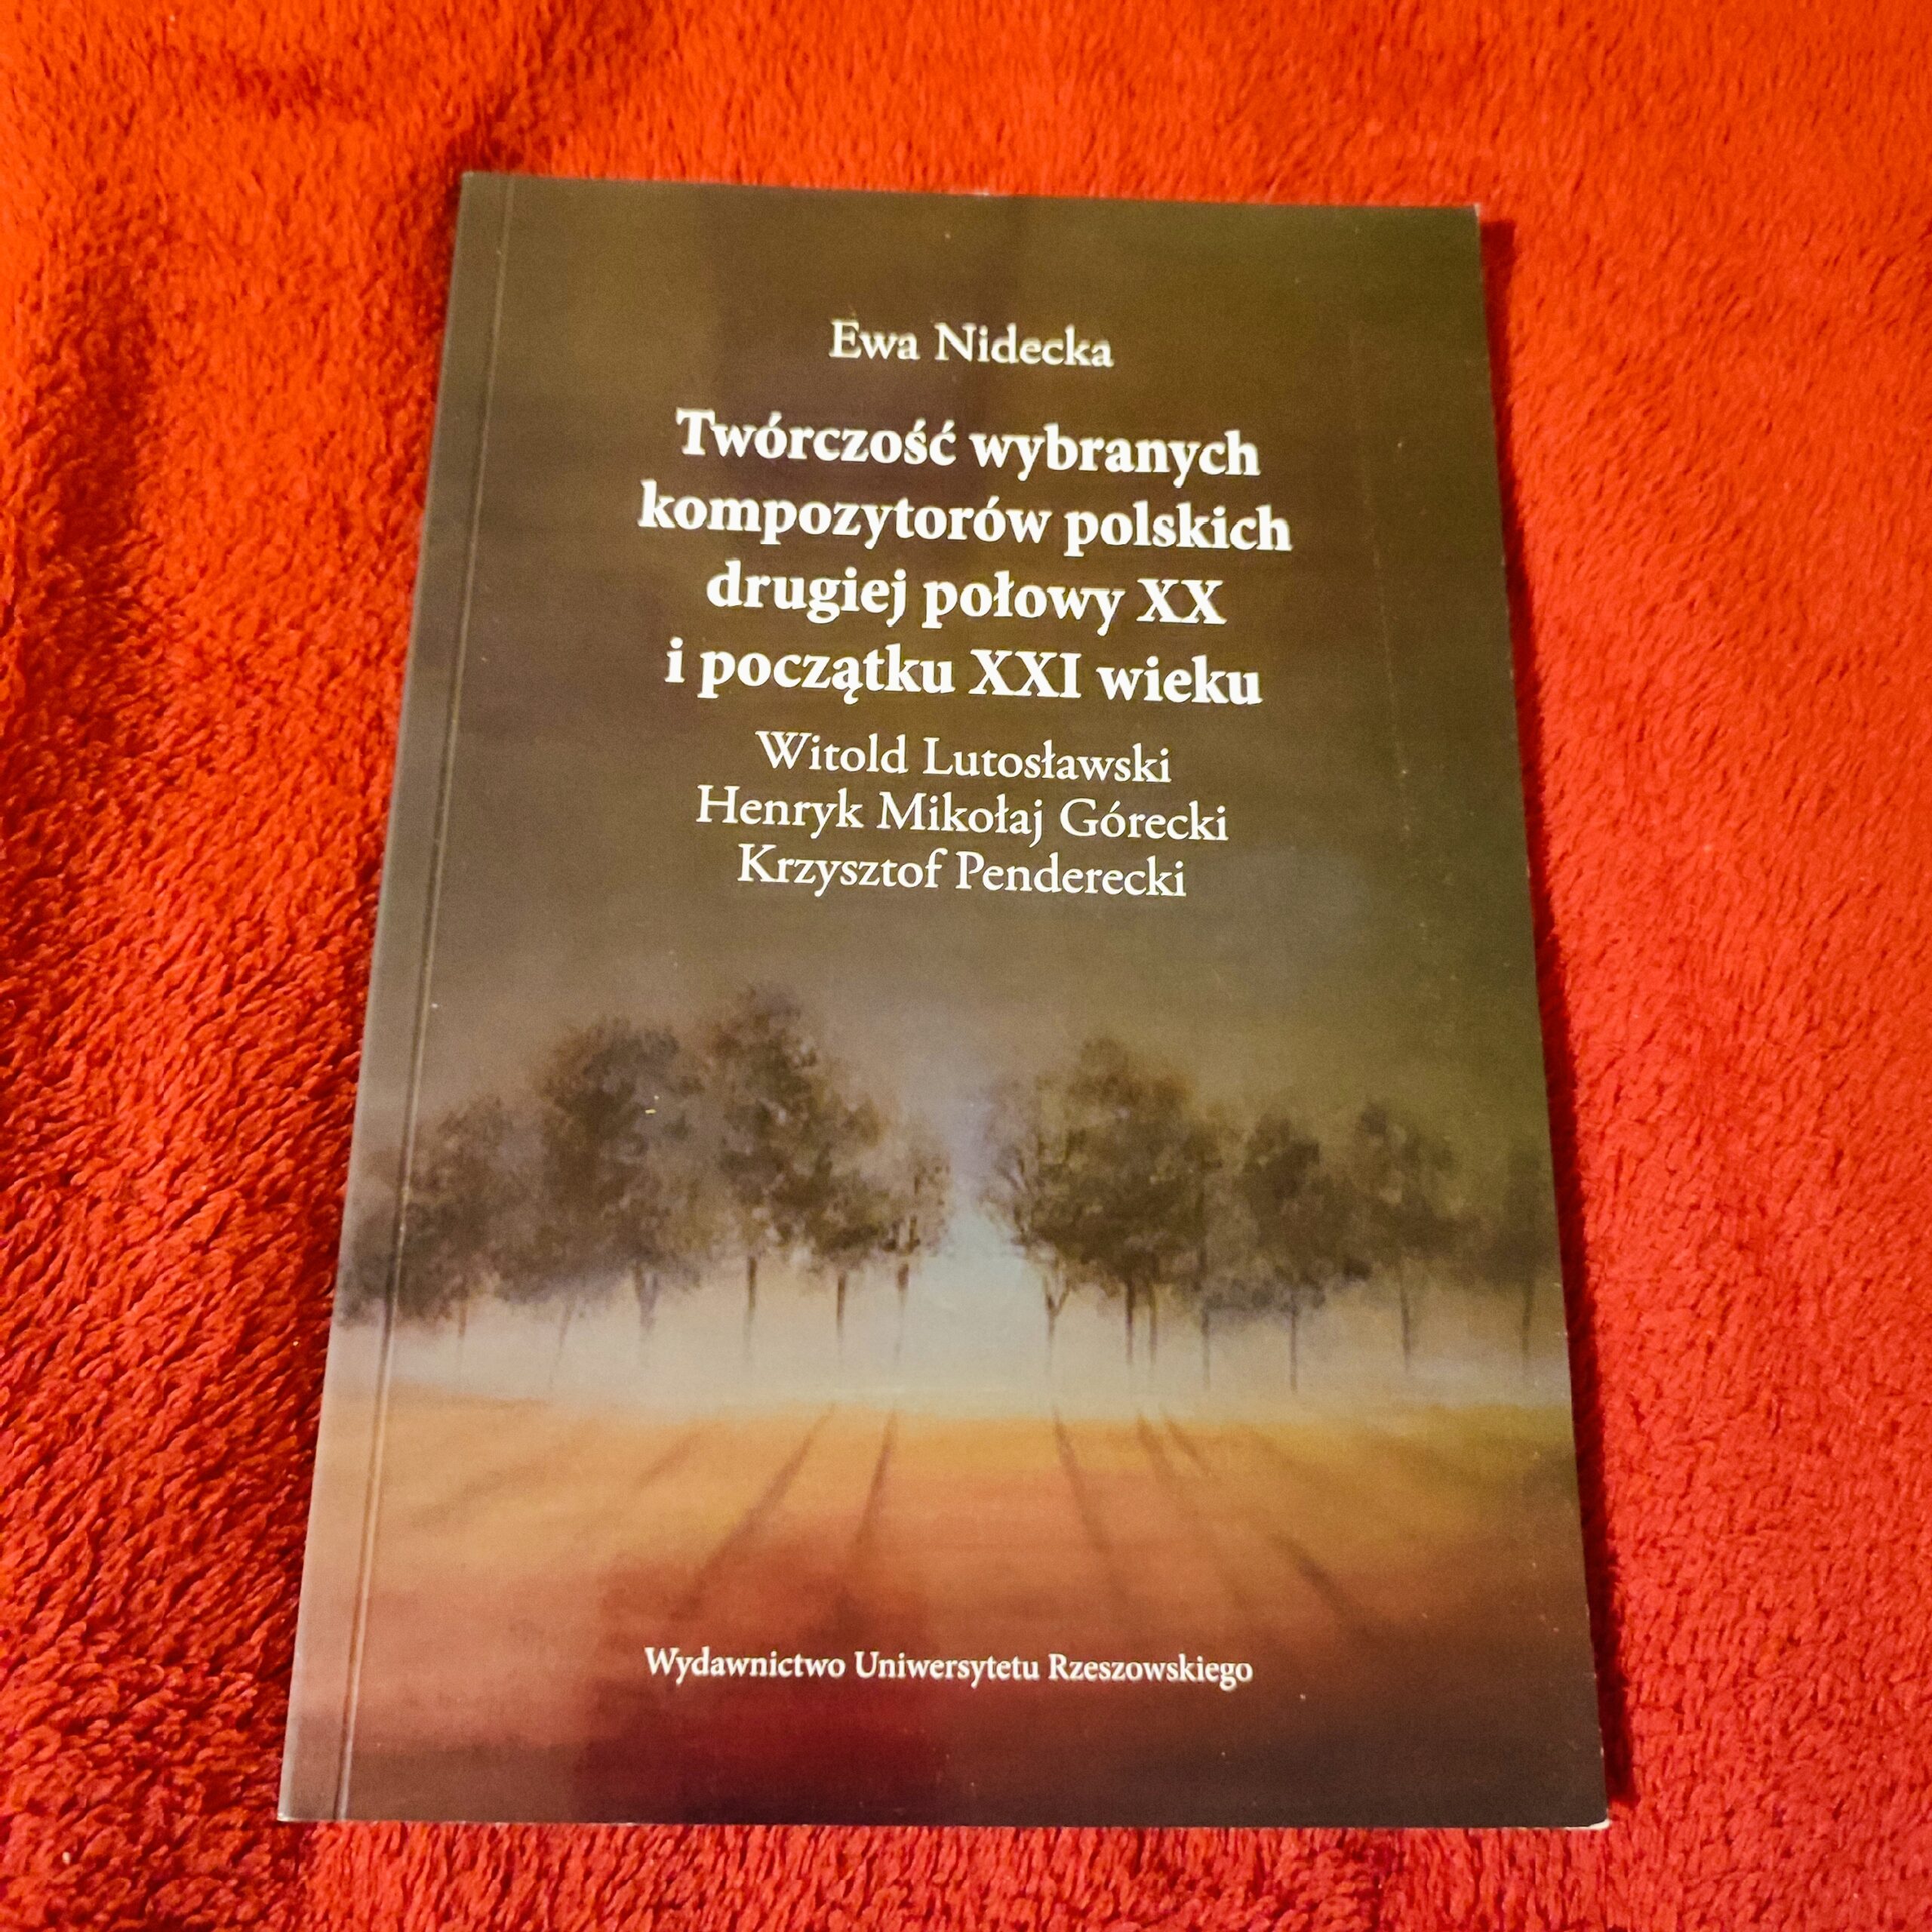 Ewa Nidecka
Twórczość wybranych
kompozytorów polskich
drugiej połowy XX
i początku XXI wieku
Witold Lutosławski
Henryk Mikołaj Górecki
Krzysztof Penderecki
Wydawnictwo Uniwersytetu Rzeszowskiego